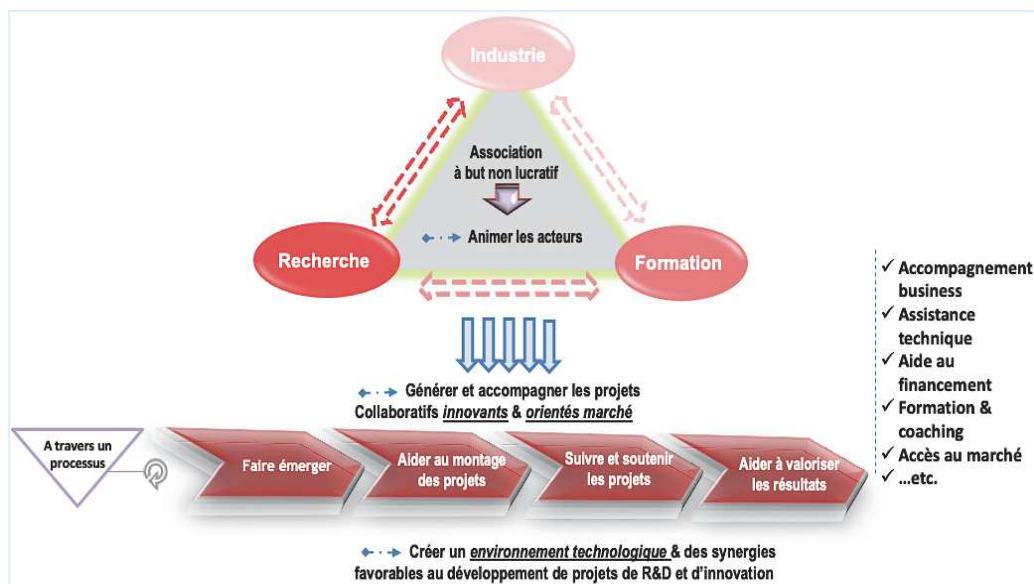 Industrie
Association
à but non lucratif
Animer les acteurs
Recherche
Formation
Générer et accompagner les projets
Collaboratifs innovants & orientés marché
A travers un
processus
Faire émerger
Aider au montage
des projets
Suivre et soutenir
les projets
Aider à valoriser
les résultats
Créer un environnement technologique & des synergies
favorables au développement de projets de R&D et d'innovation
✓ Accompagnement
business
✓ Assistance
technique
✓ Aide au
financement
✓ Formation &
coaching
✓ Accès au marché
✓ ...etc.